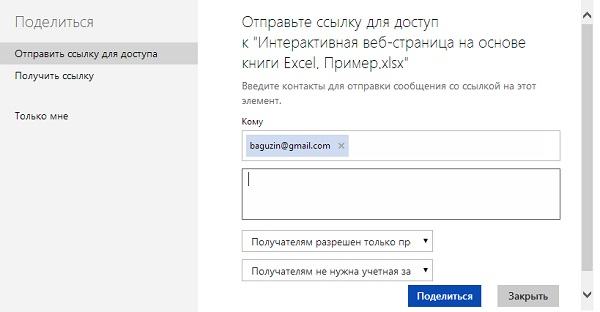 Поделиться
Отправить ссылку для доступа
Получить ссылку
Только мне
Отправьте ссылку для доступ
к "Интерактивная веб-страница на основе
книги Excel, Пример,xlsx"
Введите контакты для отправки сообщения со ссылкой на этот
элемент.
Кому
baguzin@gmail.com ×
Получателям разрешен только пр
Получателям не нужна учетная за
Поделиться Закрыть